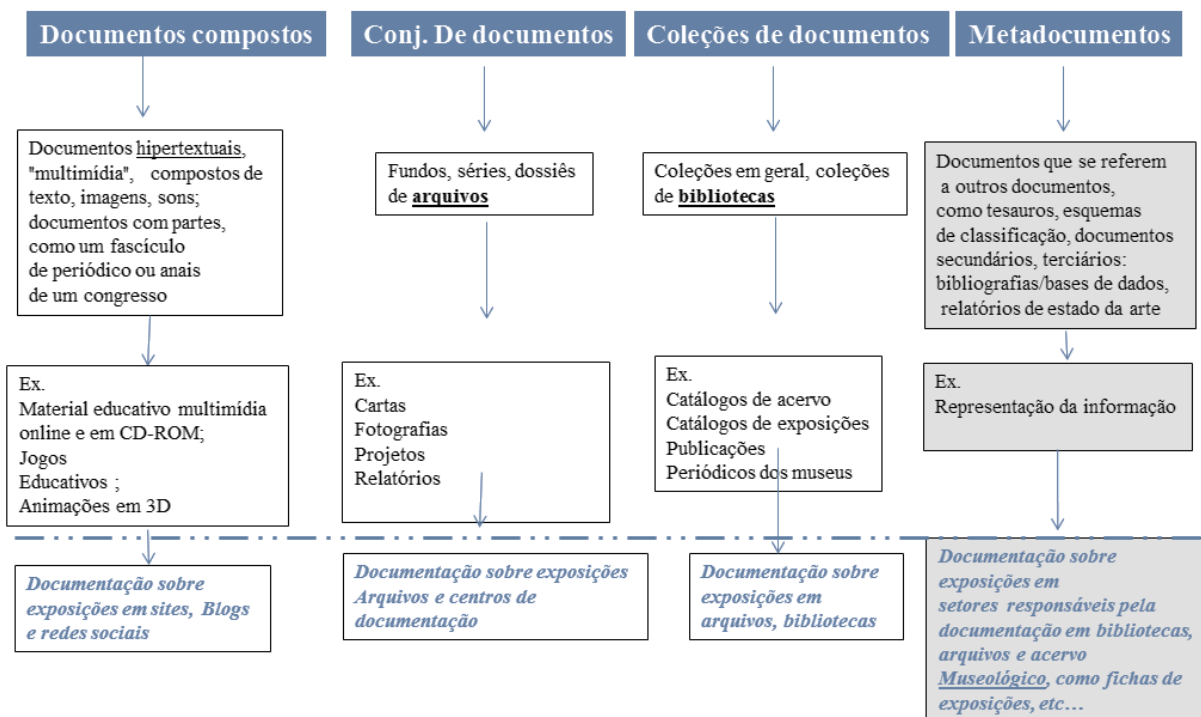 Documentos compostos
Conj. De documentos
Coleções de documentos
Metadocumentos
Documentos hipertextuais,
"multimídia", compostos de
texto, imagens, sons;
documentos com partes,
como um fascículo
de periódico ou anais
de um congresso
Fundos, séries, dossiês
de arquivos
Coleções em geral, coleções
de bibliotecas
Documentos que se referem
a outros documentos,
como tesauros, esquemas
de classificação, documentos
secundários, terciários:
bibliografias/bases de dados,
relatórios de estado da arte
Ex.
Material educativo multimídia
online e em CD-ROM;
Jogos
Educativos ;
Animações em 3D
Ex.
Cartas
Fotografias
Projetos
Relatórios
Ex.
Catálogos de acervo
Catálogos de exposições
Publicações
Periódicos dos museus
Ex.
Representação da informação
Documentação sobre
exposições em sites, Blogs
e redes sociais
Documentação sobre exposições
Arquivos e centros de
documentação
Documentação sobre
exposições em
arquivos, bibliotecas
Documentação sobre
exposições em
setores responsáveis pela
documentação em bibliotecas,
arquivos e acervo
Museológico, como fichas de
exposições, etc...